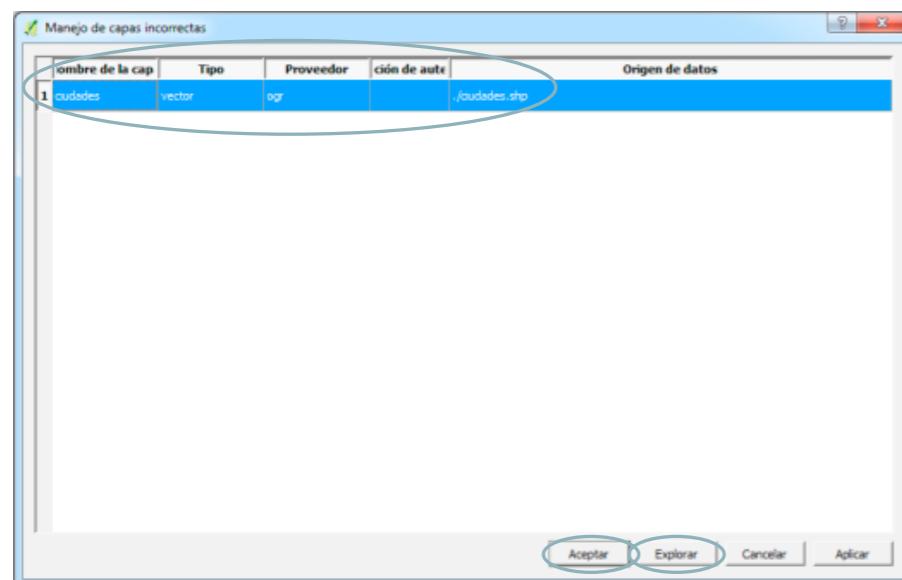 Manejo de capas incorrectas
?
ombre de la cap Tipo Proveedor ción de aute Origen de datos
1 ciudades vector ogr ./ciudades.shp
Aceptar Explorar Cancelar Aplicar